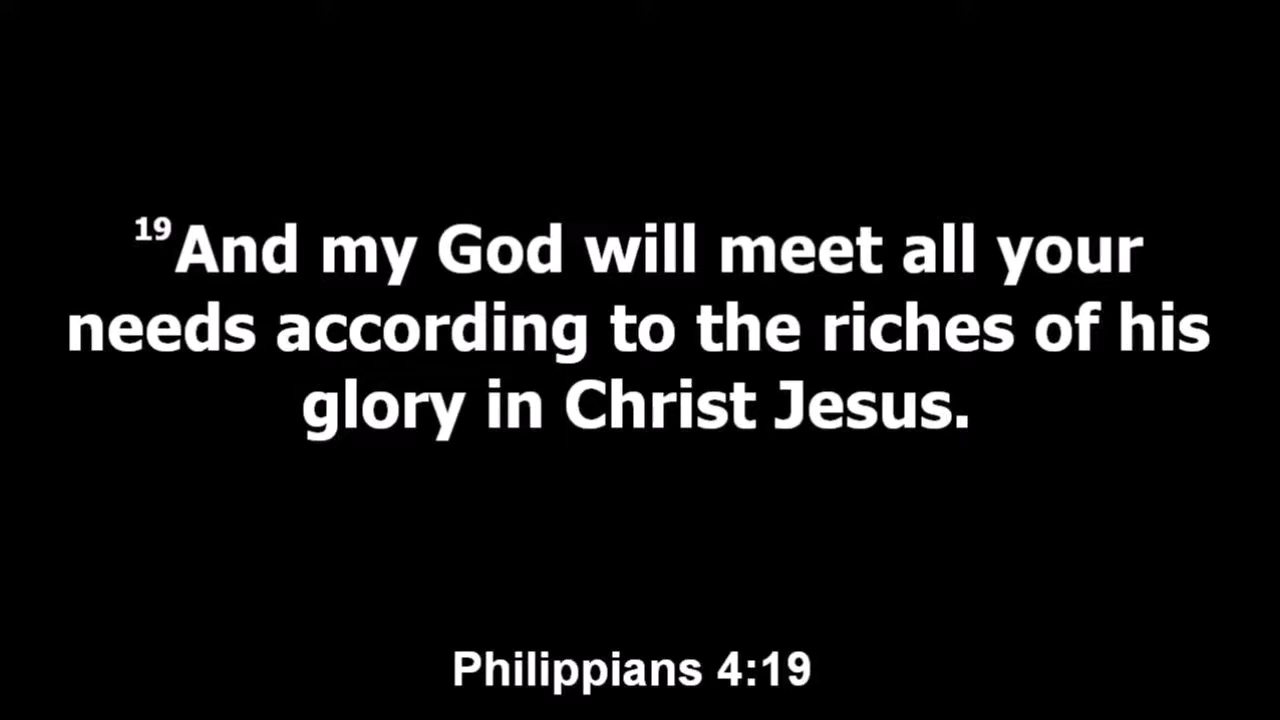 19And my God will meet all your
needs according to the riches of his
glory in Christ Jesus.
Philippians 4:19